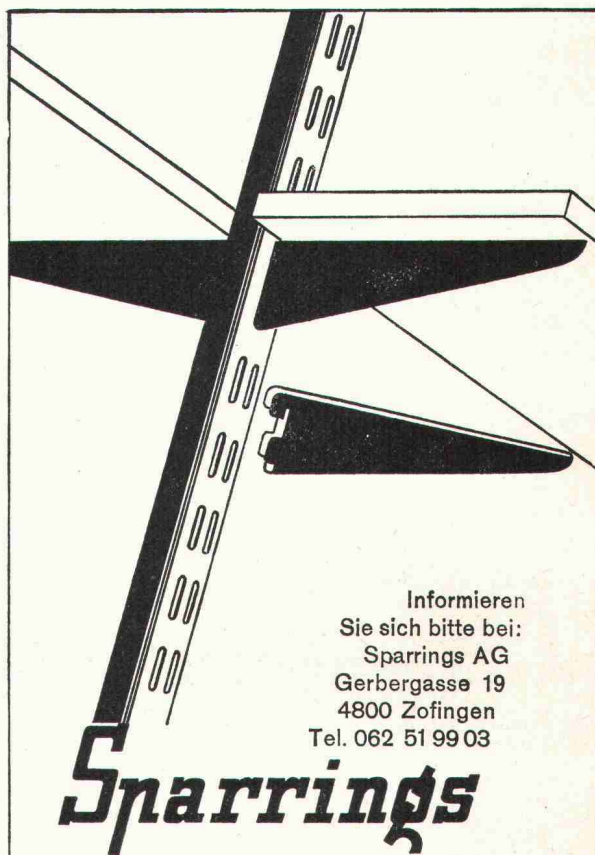 Informieren
Sie sich bitte bei:
Sparrings AG
Gerbergasse 19
4800 Zofingen
Tel. 062 51 99 03
Sparrings